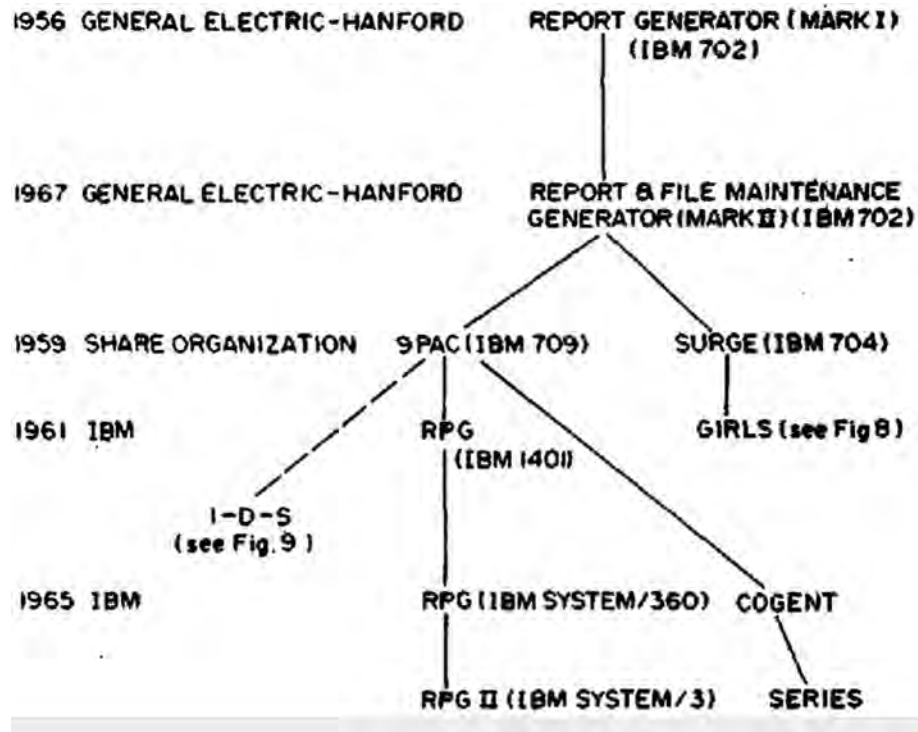 1956 GENERAL ELECTRIC-HANFORD REPORT GENERATOR (MARK I)
(IBM 702)
1967 GENERAL ELECTRIC-HANFORD REPORT & FILE MAINTENANCE
GENERATOR (MARK II) (IBM 702)
1959 SHARE ORGANIZATION 9PAC (IBM 709) SURGE (IBM 704)
1961 IBM RPG GIRLS (see Fig 8)
(IBM 1401)
I-D-S
(see Fig. 9)
1965 IBM RPG (IBM SYSTEM/360) COGENT
RPG II (IBM SYSTEM/3) SERIES